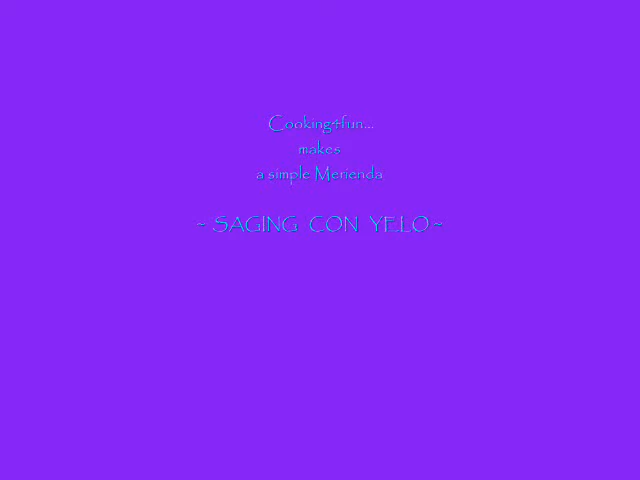 Cooking4fun...
makes
a simple Merienda
~ SAGING CON YELO ~